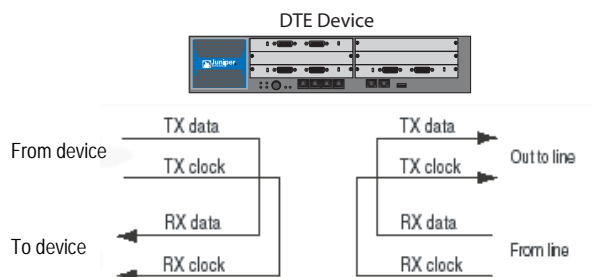 DTE Device
Juniper
TX data
TX data
From device
TX clock
TX clock
Out to line
RX data
RX data
To device
From line
RX clock
RX clock